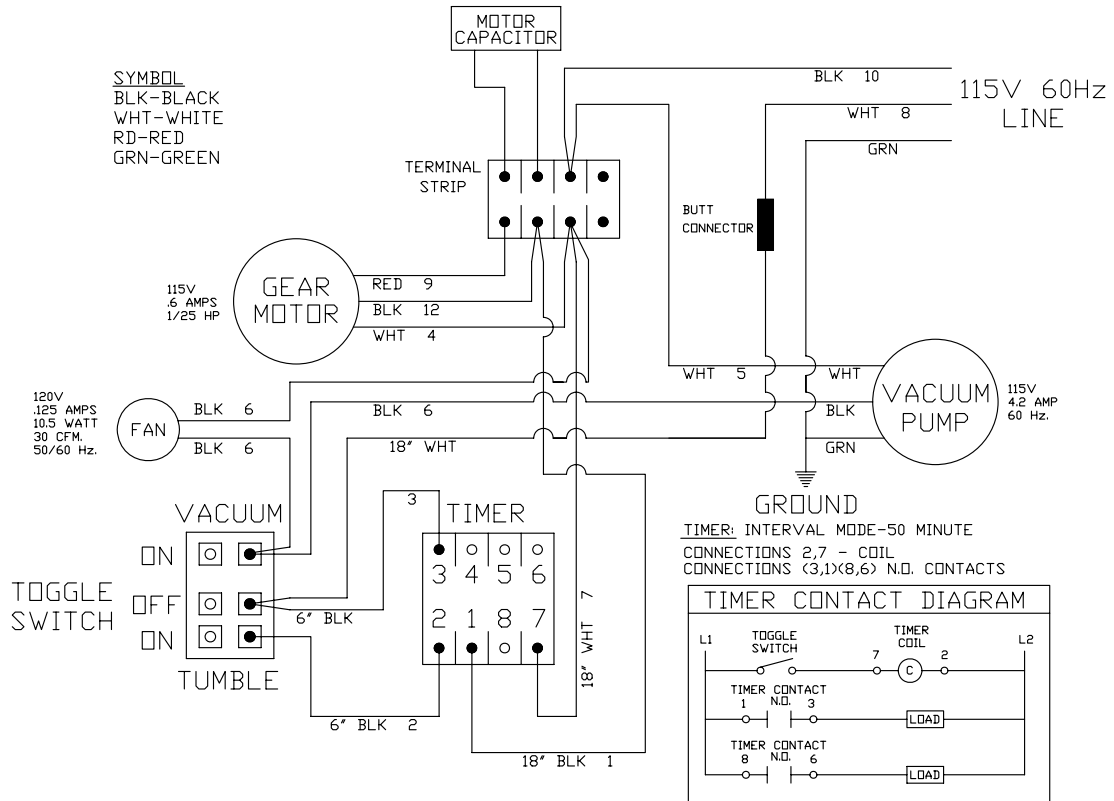 MOTOR
CAPACITOR
SYMBOL
BLK-BLACK
WHT-WHITE
RD-RED
GRN-GREEN
BLK 10
115V 60Hz
LINE
WHT 8
GRN
TERMINAL
STRIP
BUTT
CONNECTOR
GEAR
MOTOR
115V
.6 AMPS
1/25 HP
RED 9
BLK 12
WHT 4
WHT 5
WHT
VACUUM
PUMP
115V
4.2 AMP
60 Hz.
BLK
GRN
120V
.125 AMPS
10.5 WATT
30 CFM.
50/60 Hz.
FAN
BLK 6
BLK 6
BLK 6
18" WHT
GROUND
VACUUM
ON
OFF
ON
TOGGLE
SWITCH
TUMBLE
3
6" BLK
6" BLK 2
TIMER
3 4 5 6
2 1 8 7
18" WHT 7
18" BLK 1
TIMER: INTERVAL MODE-50 MINUTE
CONNECTIONS 2,7 - COIL
CONNECTIONS (3,1)(8,6) N.O. CONTACTS
TIMER CONTACT DIAGRAM
L1
TOGGLE
SWITCH
TIMER
COIL
L2
7
C
2
TIMER CONTACT
N.O.
1
3
LOAD
TIMER CONTACT
N.O.
8
6
LOAD